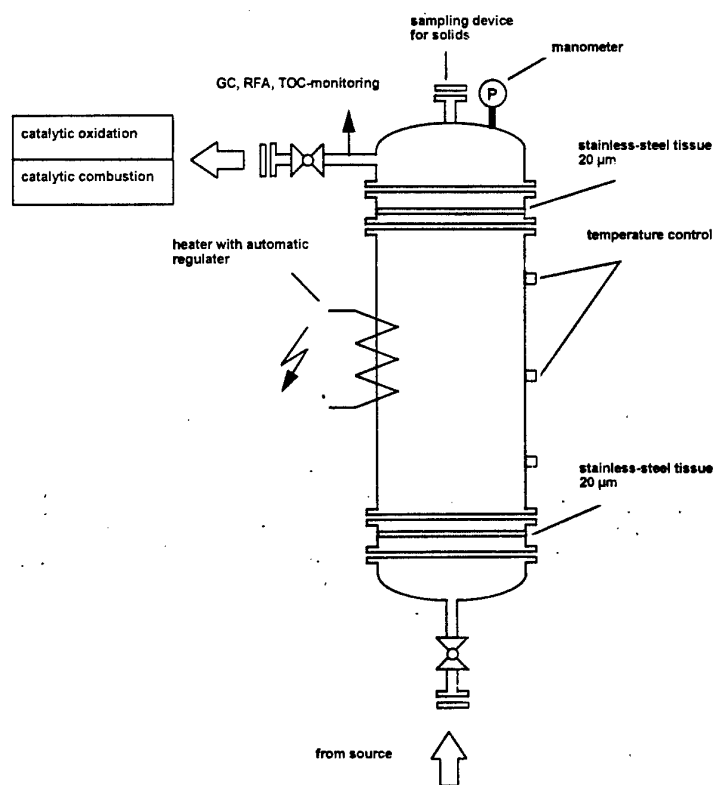 sampling device
for solids
manometer
P
GC, RFA, TOC-monitoring
catalytic oxidation
catalytic combustion
stainless-steel tissue
20 µm
temperature control
heater with automatic
regulater
stainless-steel tissue
20 µm
from source